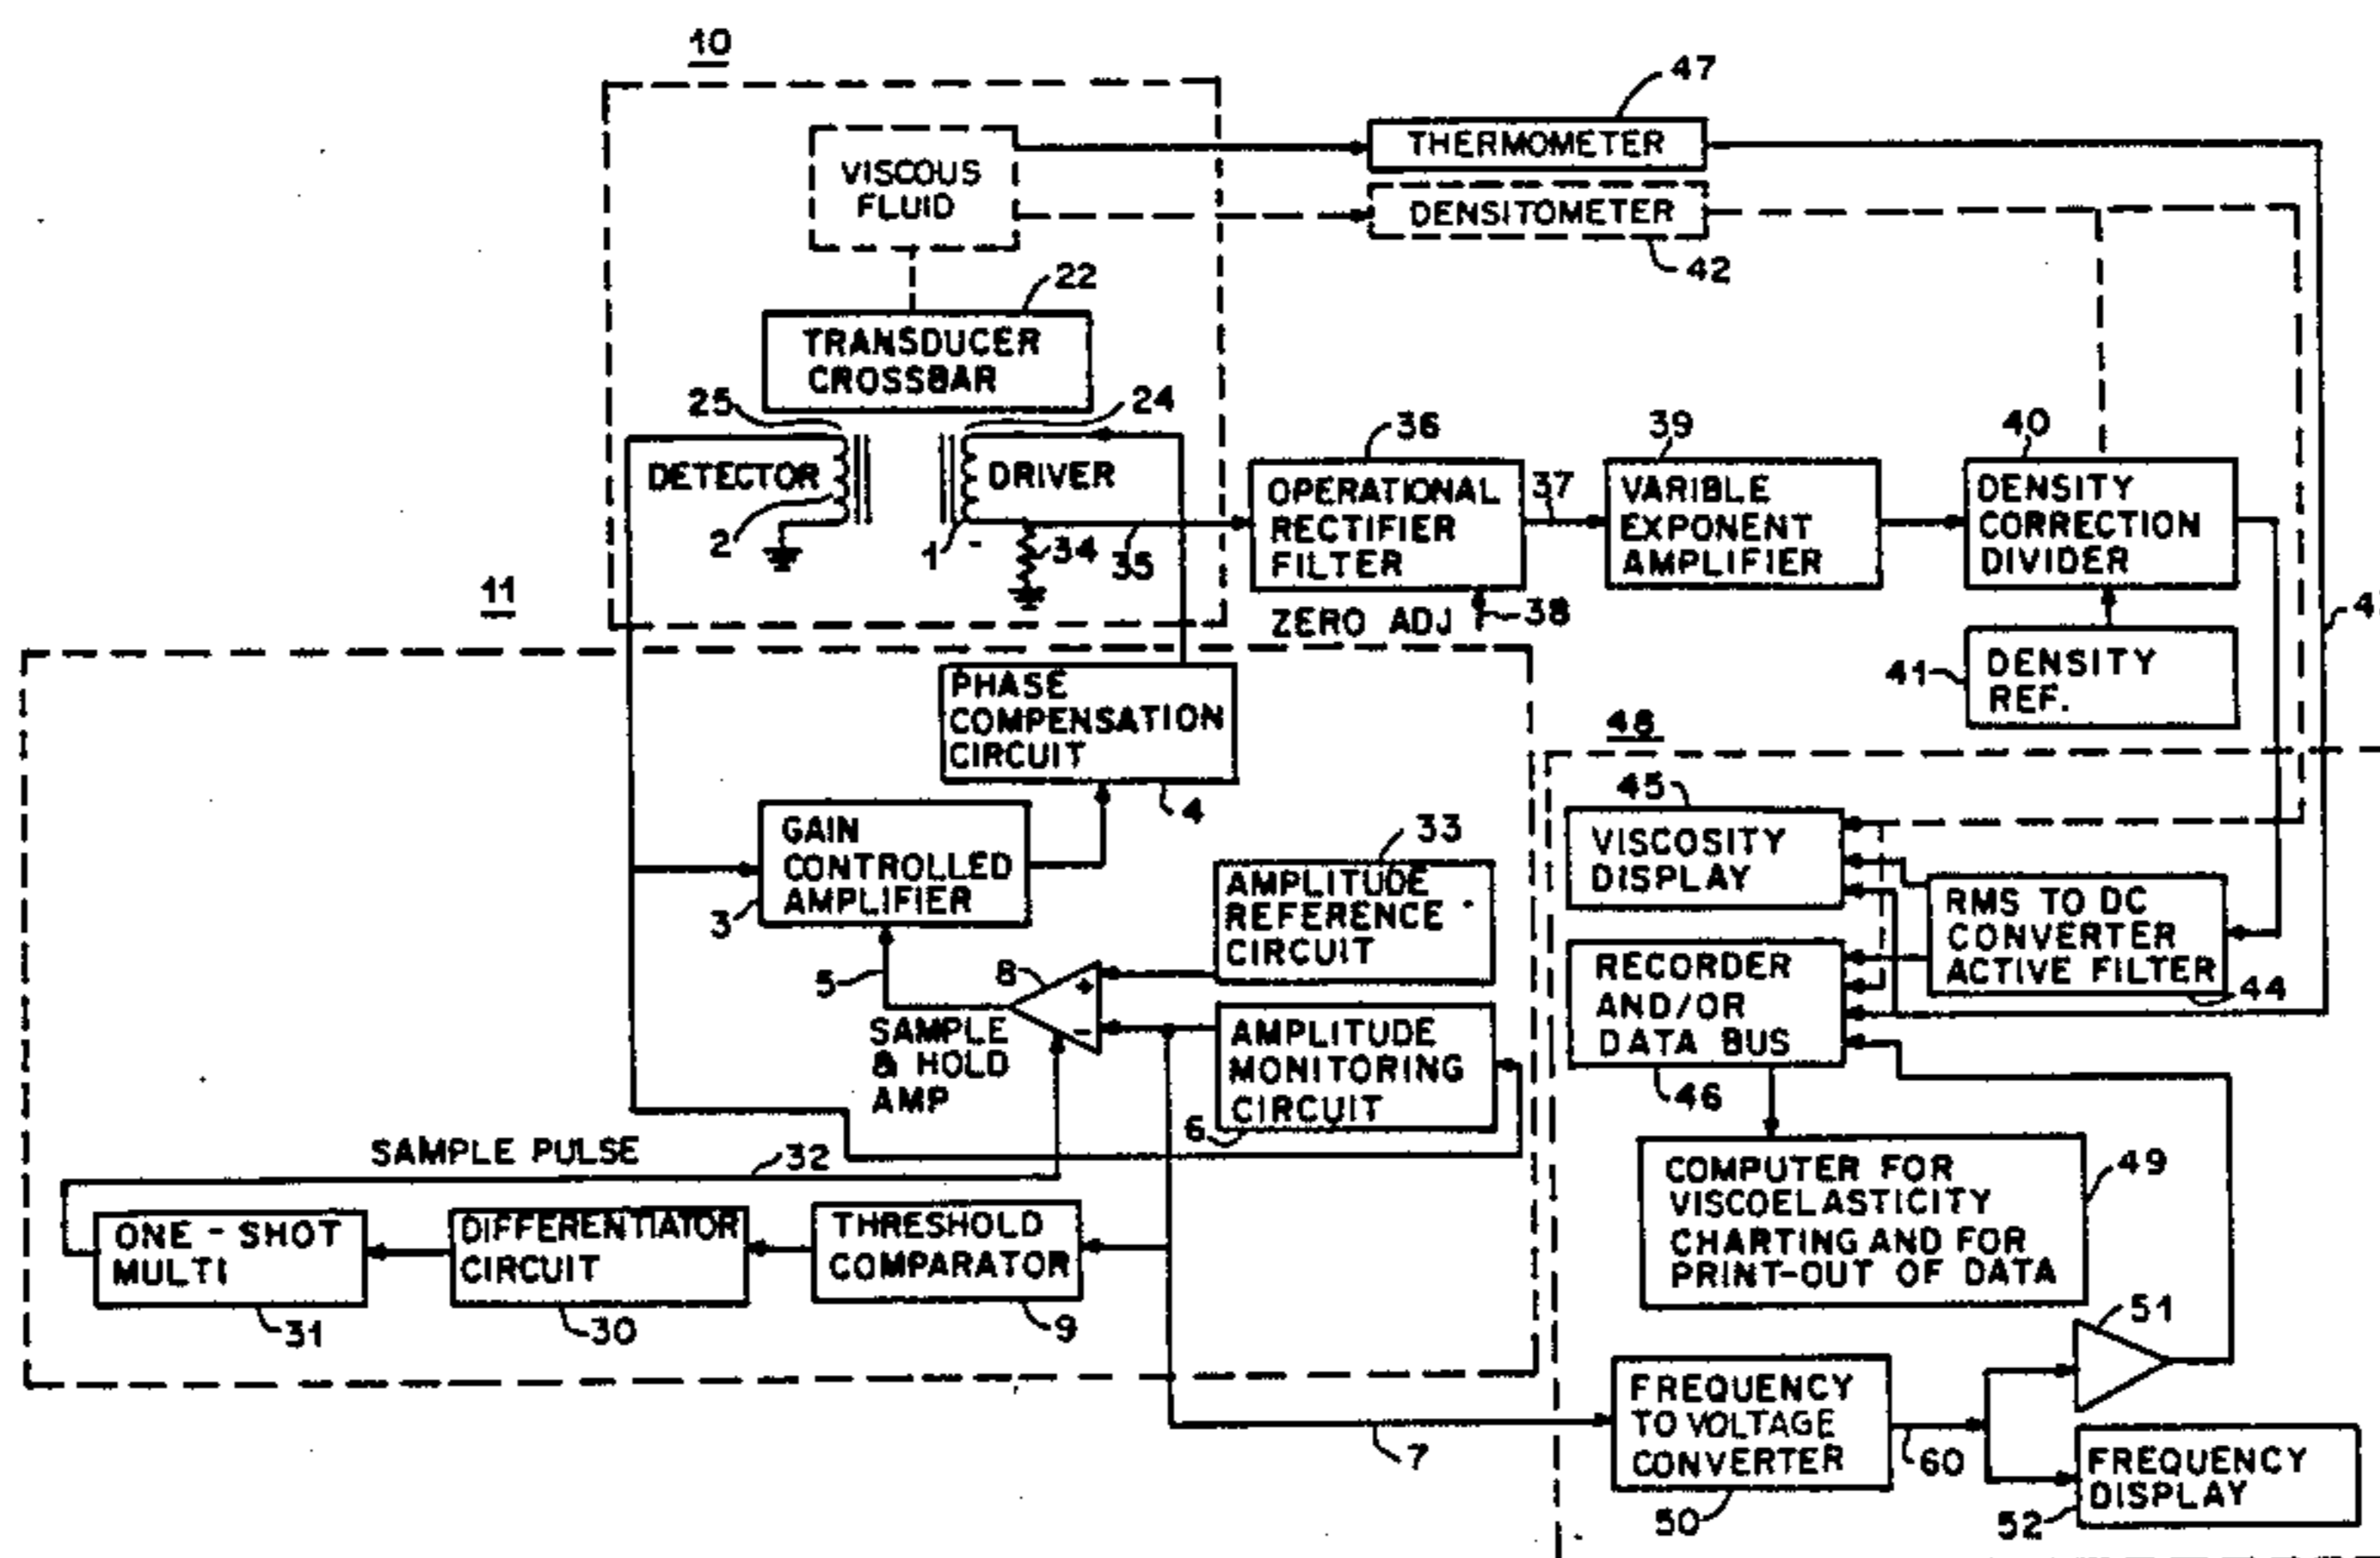 10
47
THERMOMETER
VISCOUS
FLUID
DENSITOMETER
42
22
TRANSDUCER
CROSSBAR
25
24
DETECTOR
DRIVER
2
1
34
35
36
OPERATIONAL
RECTIFIER
FILTER
37
39
VARIBLE
EXPONENT
AMPLIFIER
40
DENSITY
CORRECTION
DIVIDER
ZERO ADJ
38
41
DENSITY
REF.
11
PHASE
COMPENSATION
CIRCUIT
4
GAIN
CONTROLLED
AMPLIFIER
3
33
AMPLITUDE
REFERENCE
CIRCUIT
5
8
+
-
SAMPLE
& HOLD
AMP
AMPLITUDE
MONITORING
CIRCUIT
6
SAMPLE PULSE
32
ONE-SHOT
MULTI
31
DIFFERENTIATOR
CIRCUIT
30
THRESHOLD
COMPARATOR
9
7
48
45
VISCOSITY
DISPLAY
RMS TO DC
CONVERTER
ACTIVE FILTER
44
RECORDER
AND/OR
DATA BUS
46
COMPUTER FOR
VISCOELASTICITY
CHARTING AND FOR
PRINT-OUT OF DATA
49
51
FREQUENCY
TO VOLTAGE
CONVERTER
50
60
FREQUENCY
DISPLAY
52